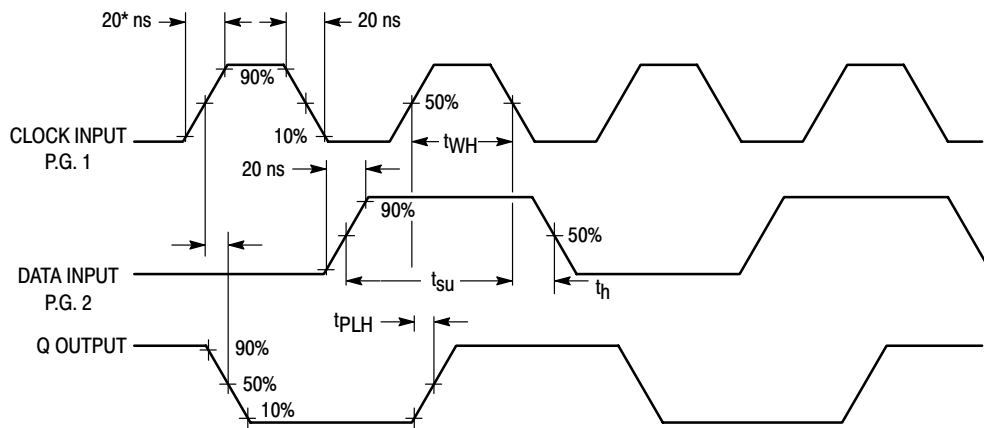 20* ns
20 ns
90%
50%
CLOCK INPUT
P.G. 1
10%
tWH
20 ns
90%
50%
DATA INPUT
P.G. 2
tsu
th
tPLH
Q OUTPUT
90%
50%
10%